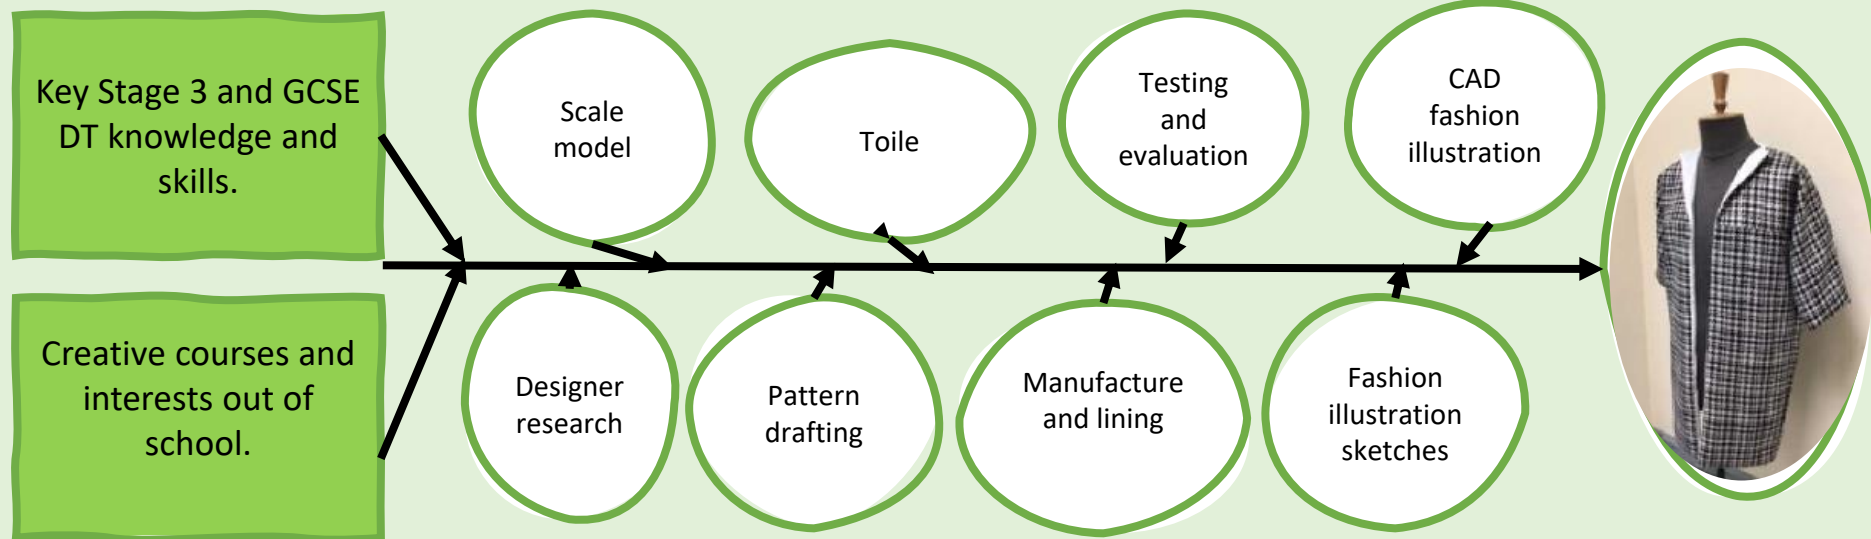 Key Stage 3 and GCSE
DT knowledge and
skills.
Creative courses and
interests out of
school.
Scale
model
Toile
Testing
and
evaluation
CAD
fashion
illustration
Designer
research
Pattern
drafting
Manufacture
and lining
Fashion
illustration
sketches